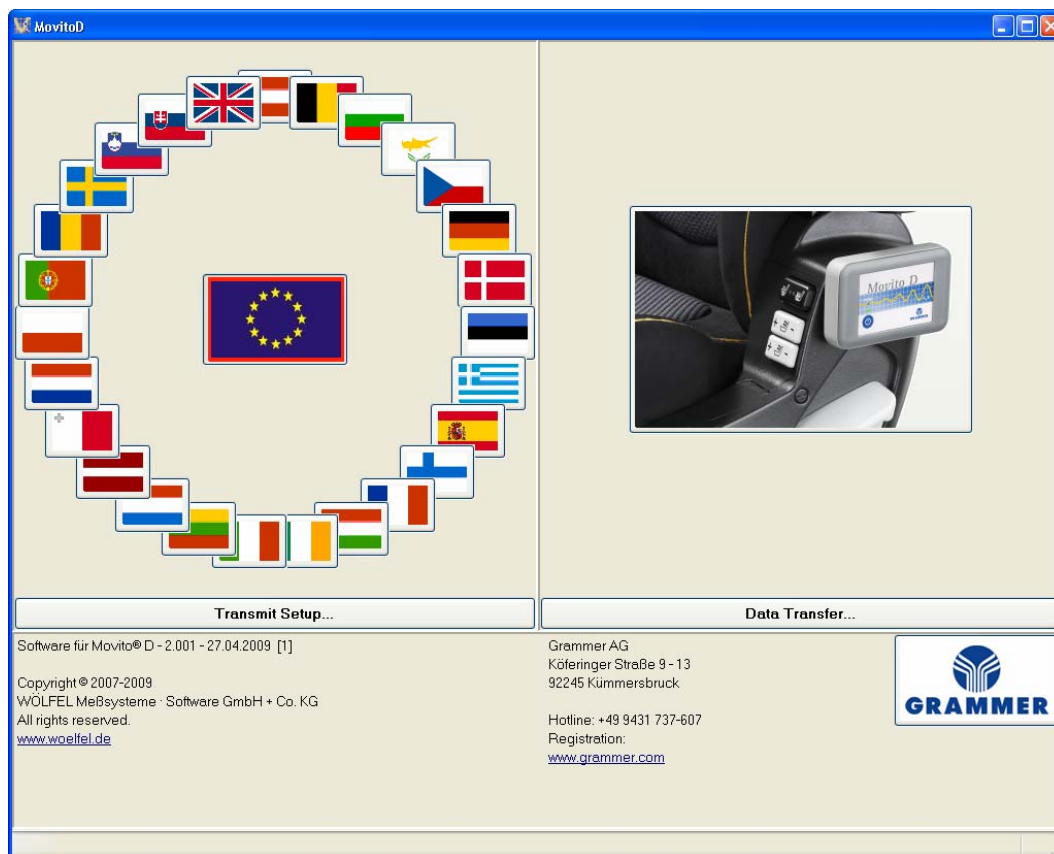 MovitoD
Movito D
GRAMMER
Transmit Setup...
Data Transfer...
Software für Movito® D - 2.001 - 27.04.2009 [1]
Copyright © 2007-2009
WÖLFEL Meßsysteme · Software GmbH + Co. KG
All rights reserved.
www.woelfel.de
Grammer AG
Köferinger Straße 9 - 13
92245 Kümmersbruck
Hotline: +49 9431 737-607
Registration:
www.grammer.com
GRAMMER